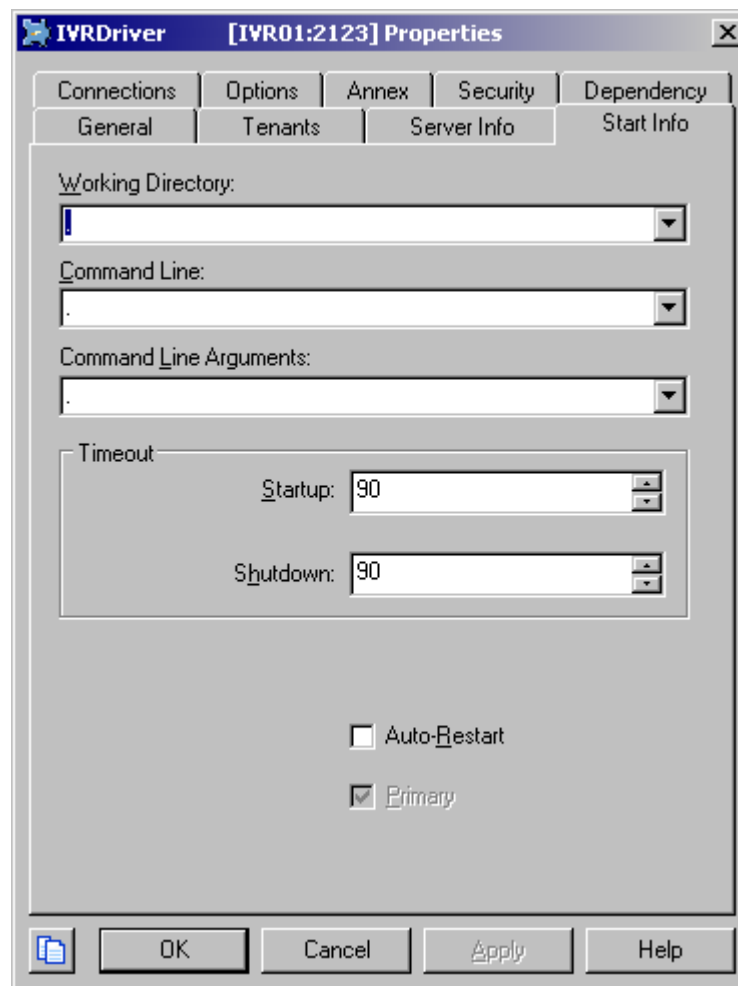 IVRDriver [IVR01:2123] Properties
Connections Options Annex Security Dependency
General Tenants Server Info Start Info
Working Directory:
.
Command Line:
.
Command Line Arguments:
.
Timeout
Startup: 90
Shutdown: 90
Auto-Restart
Primary
OK Cancel Apply Help